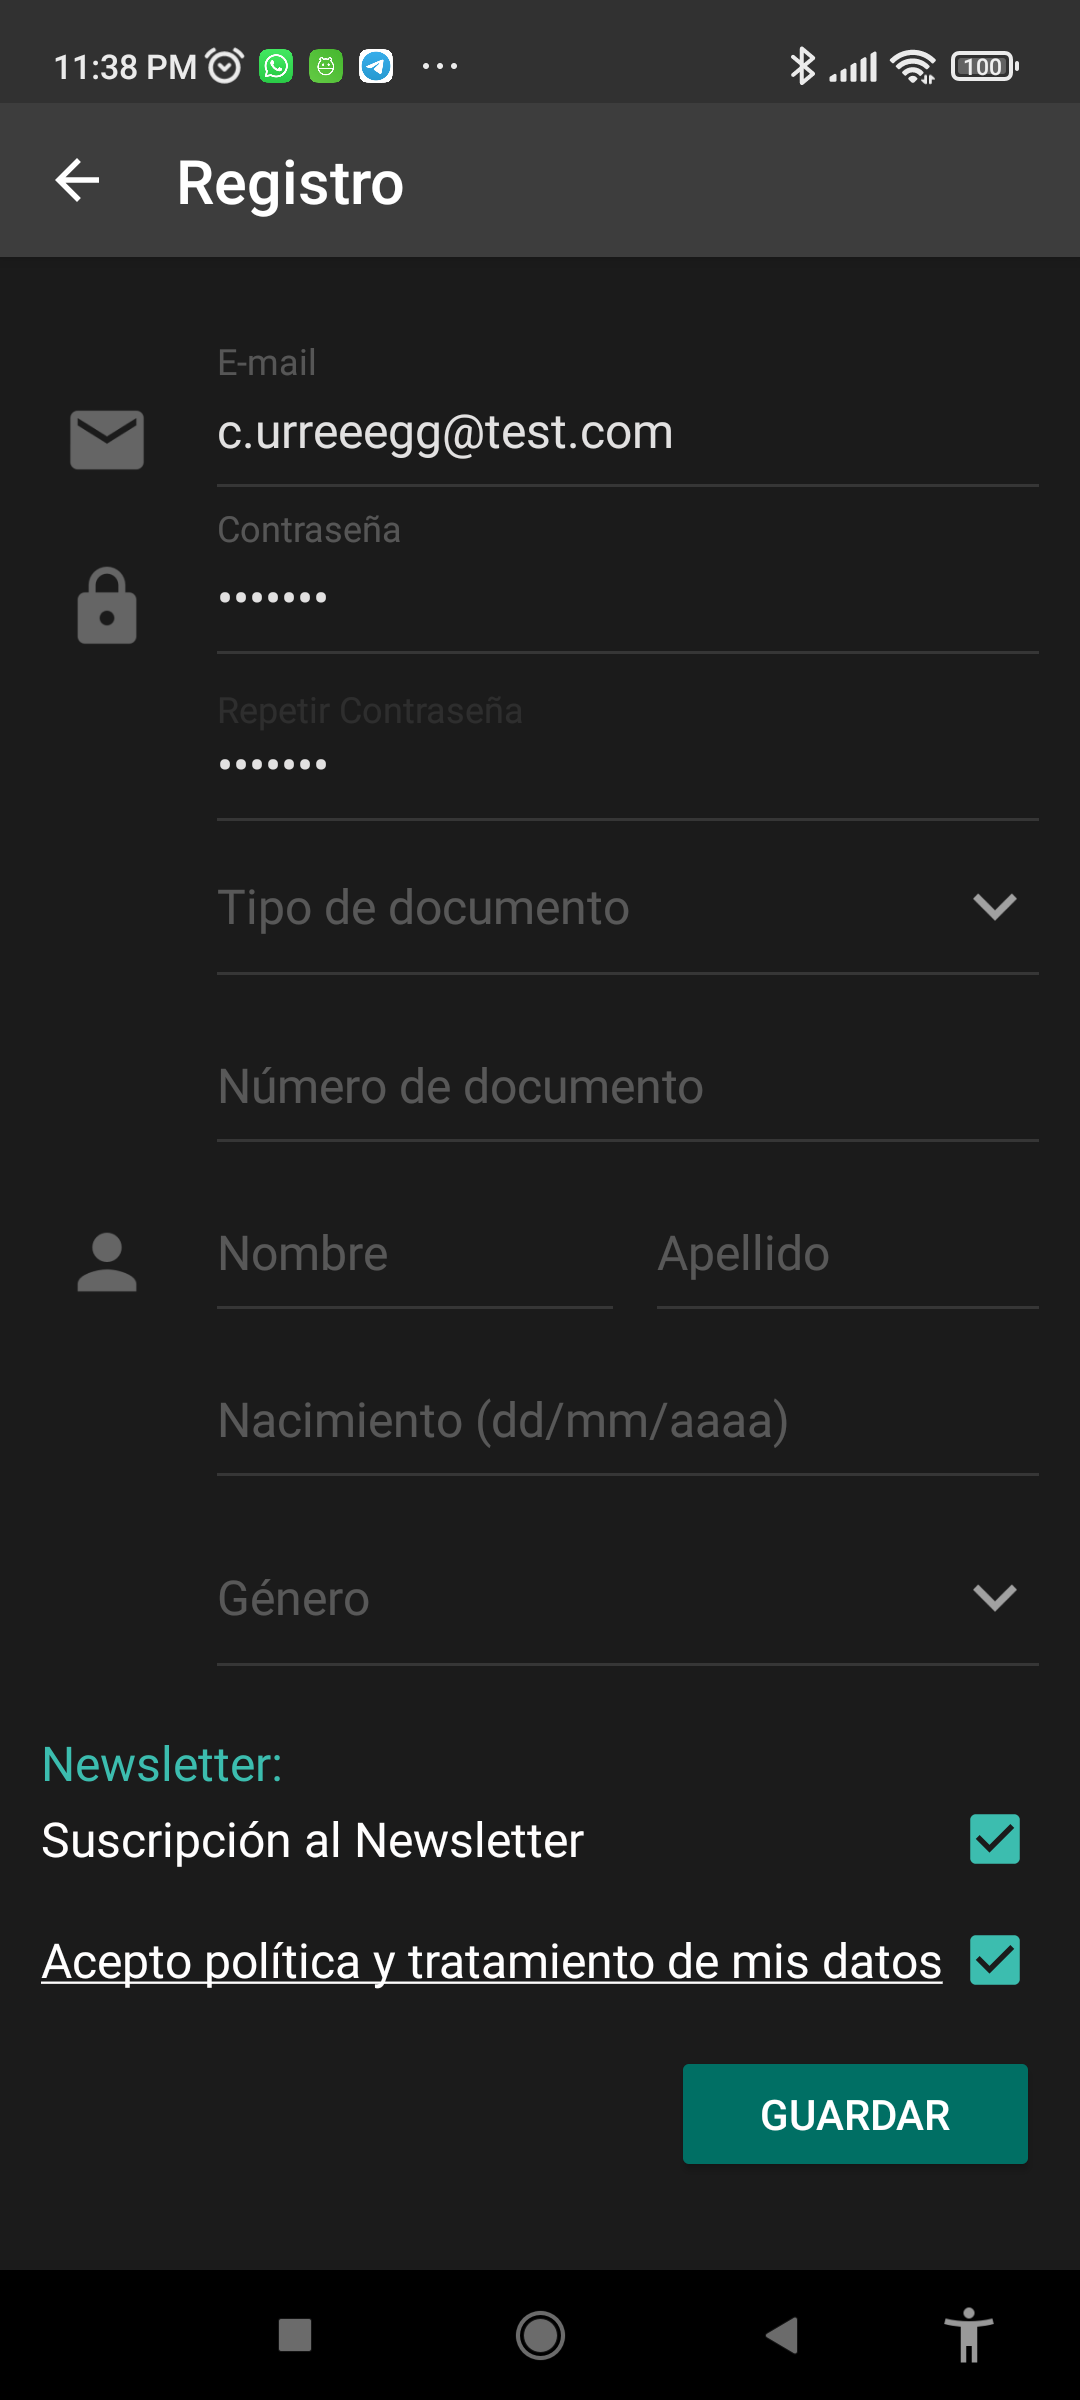 11:38 PM
100
Registro
E-mail
c.urreeegg@test.com
Contraseña
•••••••
Repetir Contraseña
•••••••
Tipo de documento
Número de documento
Nombre Apellido
Nacimiento (dd/mm/aaaa)
Género
Newsletter:
Suscripción al Newsletter
Acepto política y tratamiento de mis datos
GUARDAR